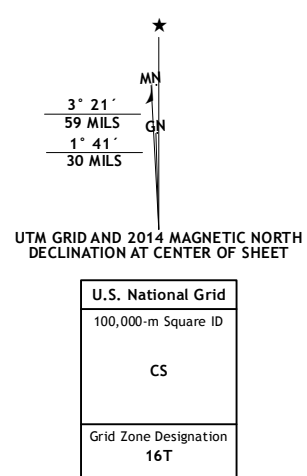 MN
3° 21´
59 MILS
GN
1° 41´
30 MILS
UTM GRID AND 2014 MAGNETIC NORTH
DECLINATION AT CENTER OF SHEET
U.S. National Grid
100,000-m Square ID
CS
Grid Zone Designation
16T